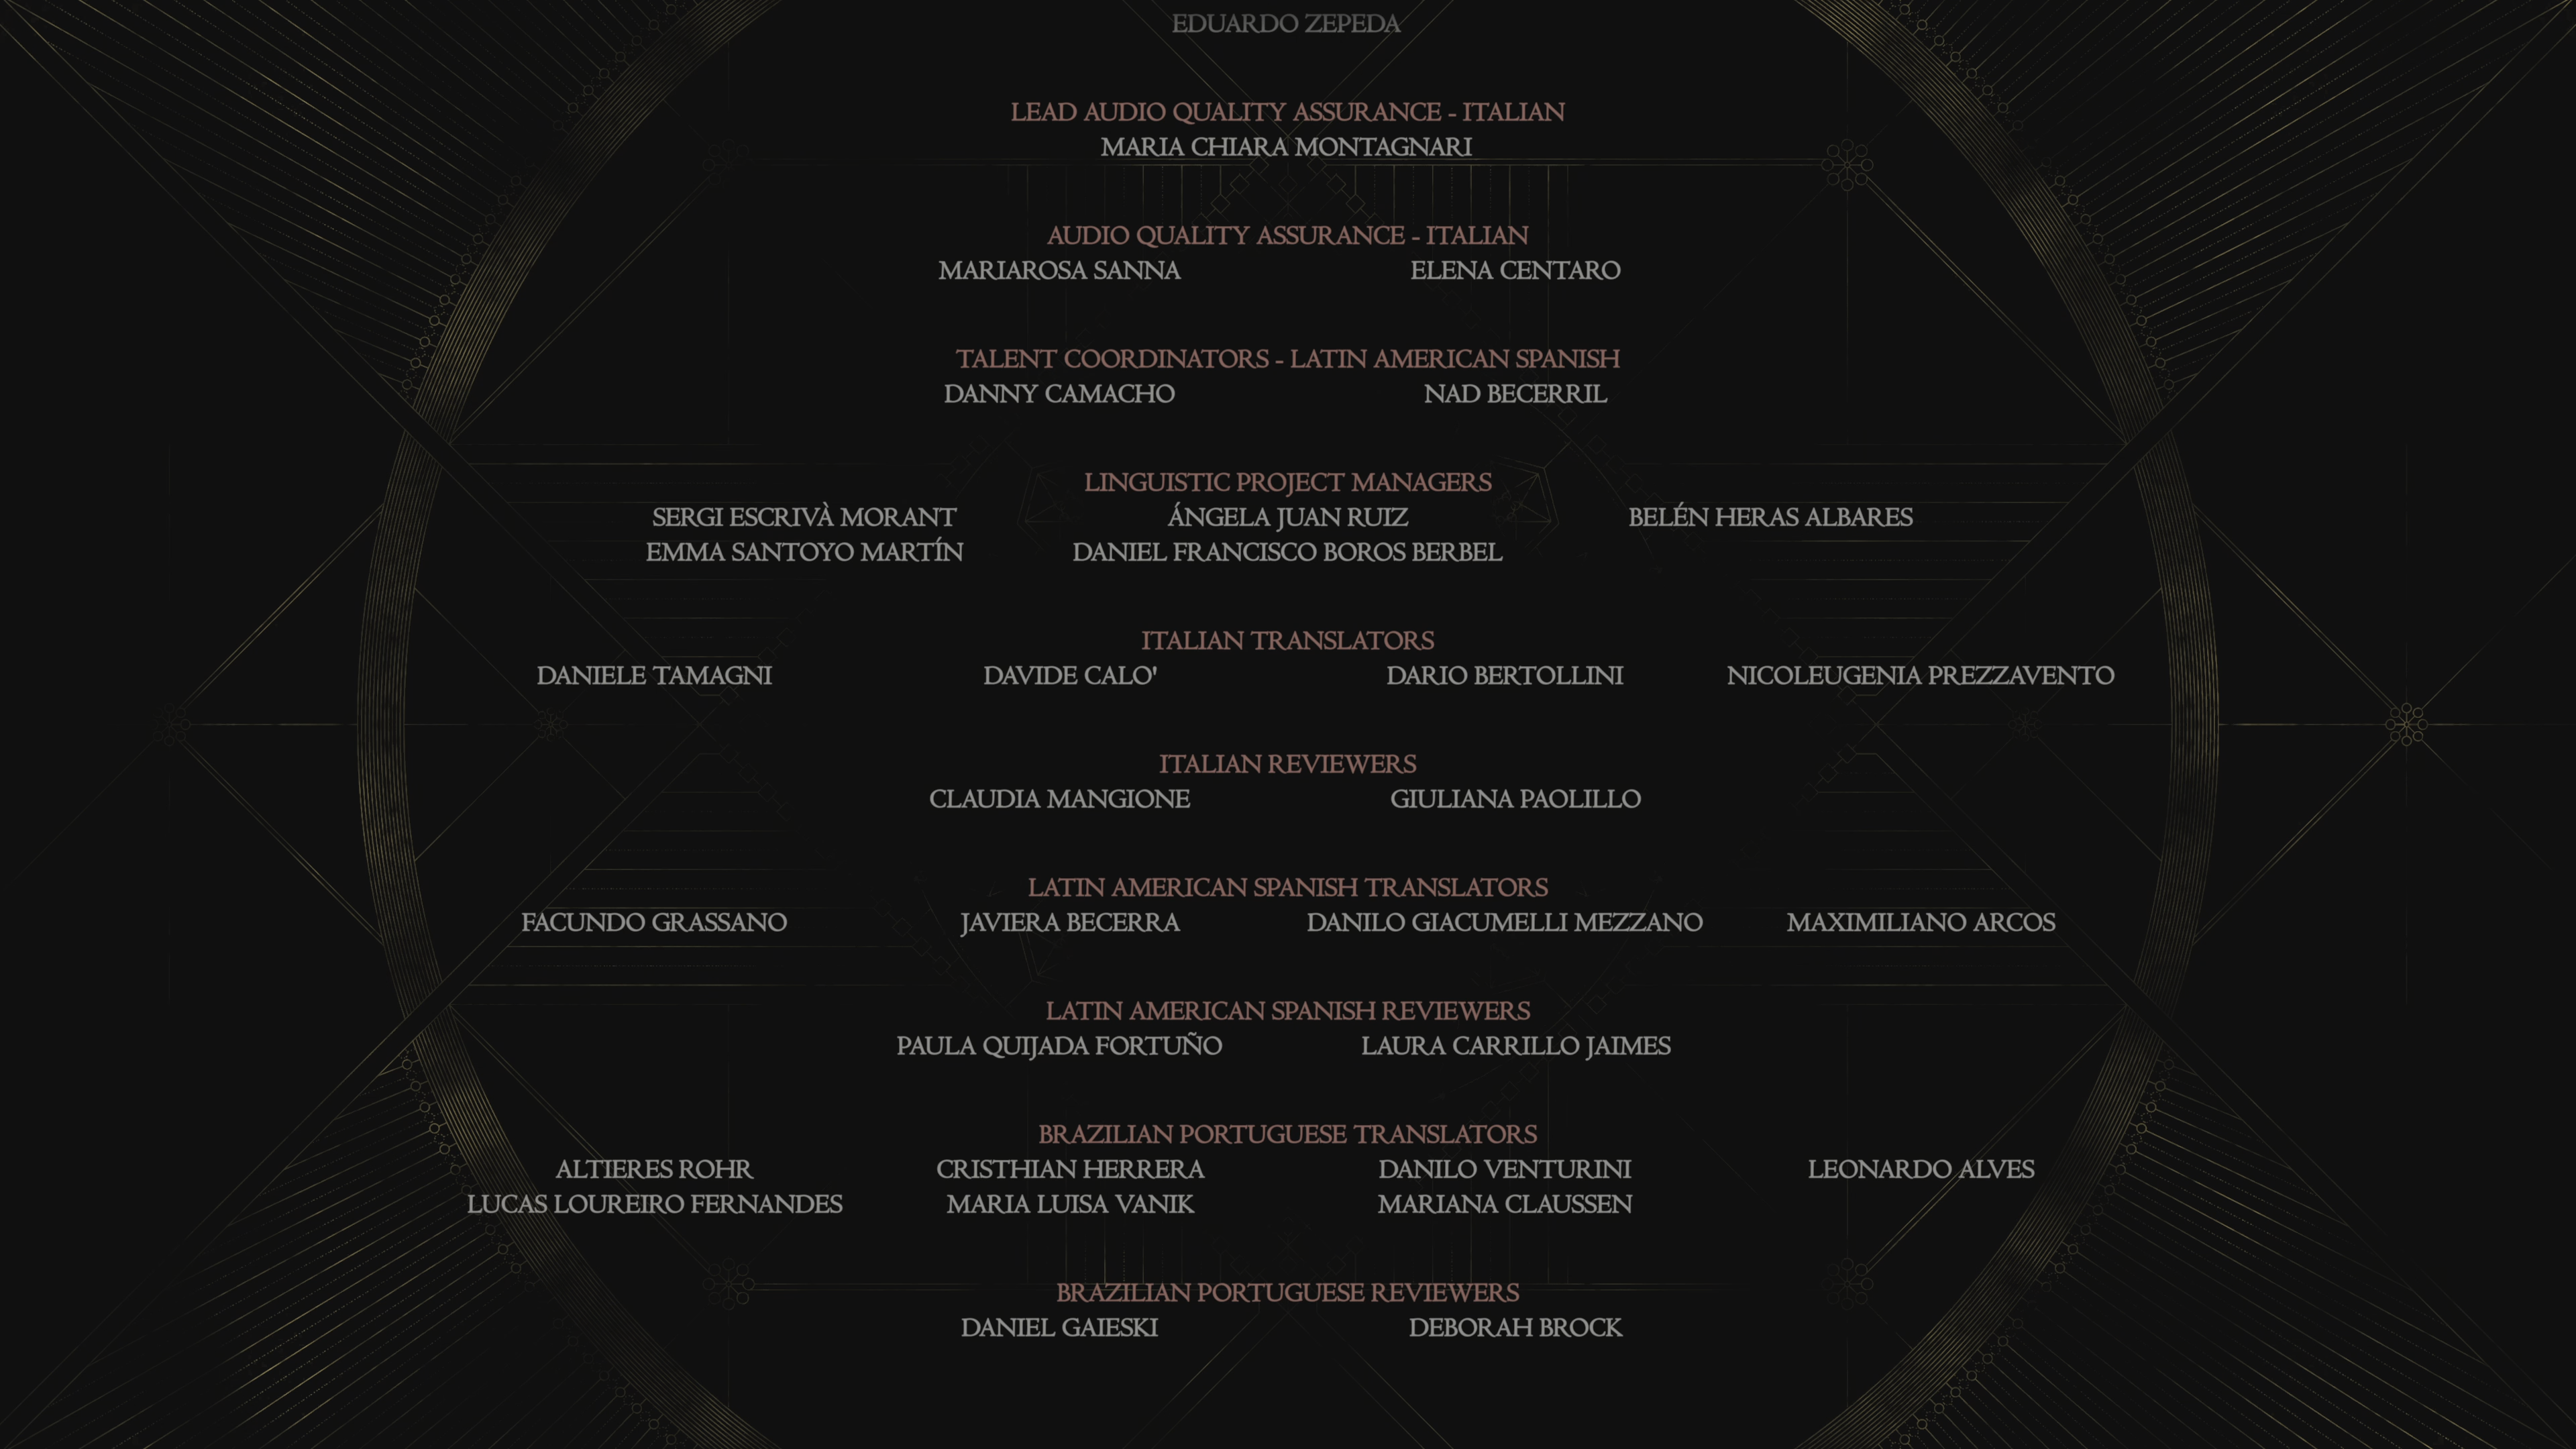 EDUARDO ZEPEDA
LEAD AUDIO QUALITY ASSURANCE - ITALIAN
MARIA CHIARA MONTAGNARI
AUDIO QUALITY ASSURANCE - ITALIAN
MARIAROSA SANNA ELENA CENTARO
TALENT COORDINATORS - LATIN AMERICAN SPANISH
DANNY CAMACHO NAD BECERRIL
LINGUISTIC PROJECT MANAGERS
SERGI ESCRIVÀ MORANT ÁNGELA JUAN RUIZ BELÉN HERAS ALBARES
EMMA SANTOYO MARTÍN DANIEL FRANCISCO BOROS BERBEL
ITALIAN TRANSLATORS
DANIELE TAMAGNI DAVIDE CALO' DARIO BERTOLLINI NICOLEUGENIA PREZZAVENTO
ITALIAN REVIEWERS
CLAUDIA MANGIONE GIULIANA PAOLILLO
LATIN AMERICAN SPANISH TRANSLATORS
FACUNDO GRASSANO JAVIERA BECERRA DANILO GIACUMELLI MEZZANO MAXIMILIANO ARCOS
LATIN AMERICAN SPANISH REVIEWERS
PAULA QUIJADA FORTUÑO LAURA CARRILLO JAIMES
BRAZILIAN PORTUGUESE TRANSLATORS
ALTIERES ROHR CRISTHIAN HERRERA DANILO VENTURINI LEONARDO ALVES
LUCAS LOUREIRO FERNANDES MARIA LUISA VANIK MARIANA CLAUSSEN
BRAZILIAN PORTUGUESE REVIEWERS
DANIEL GAIESKI DEBORAH BROCK